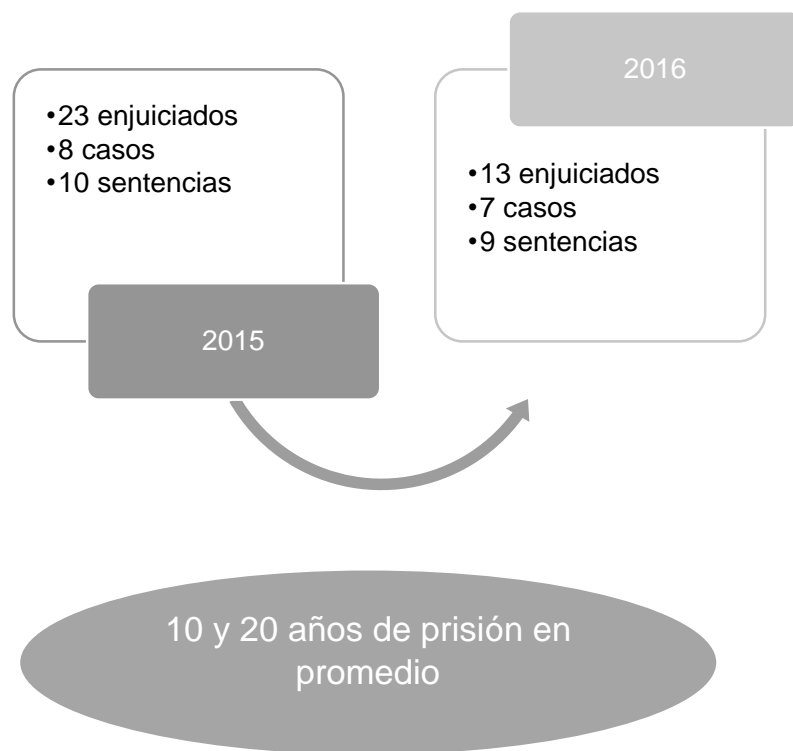 •23 enjuiciados
•8 casos
•10 sentencias
2015
2016
•13 enjuiciados
•7 casos
•9 sentencias
10 y 20 años de prisión en
promedio